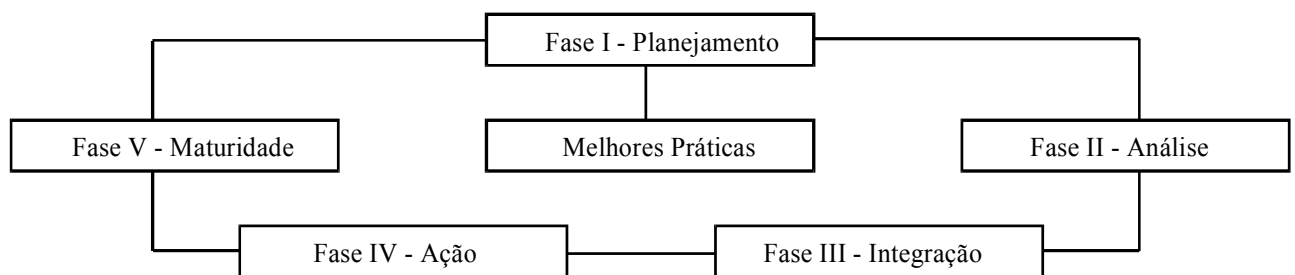 Fase I - Planejamento
Fase V - Maturidade
Melhores Práticas
Fase II - Análise
Fase IV - Ação
Fase III - Integração